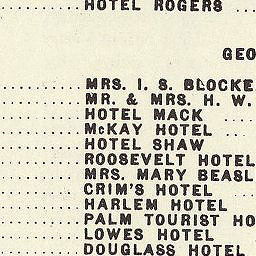 HOTEL ROGERS
GEO
MRS. I. S. BLOCKE
MR. & MRS. H. W.
HOTEL MACK
McKAY HOTEL
HOTEL SHAW
ROOSEVELT HOTEL
MRS. MARY BEASL
CRIM'S HOTEL
HARLEM HOTEL
PALM TOURIST HO
LOWES HOTEL
DOUGLASS HOTEL